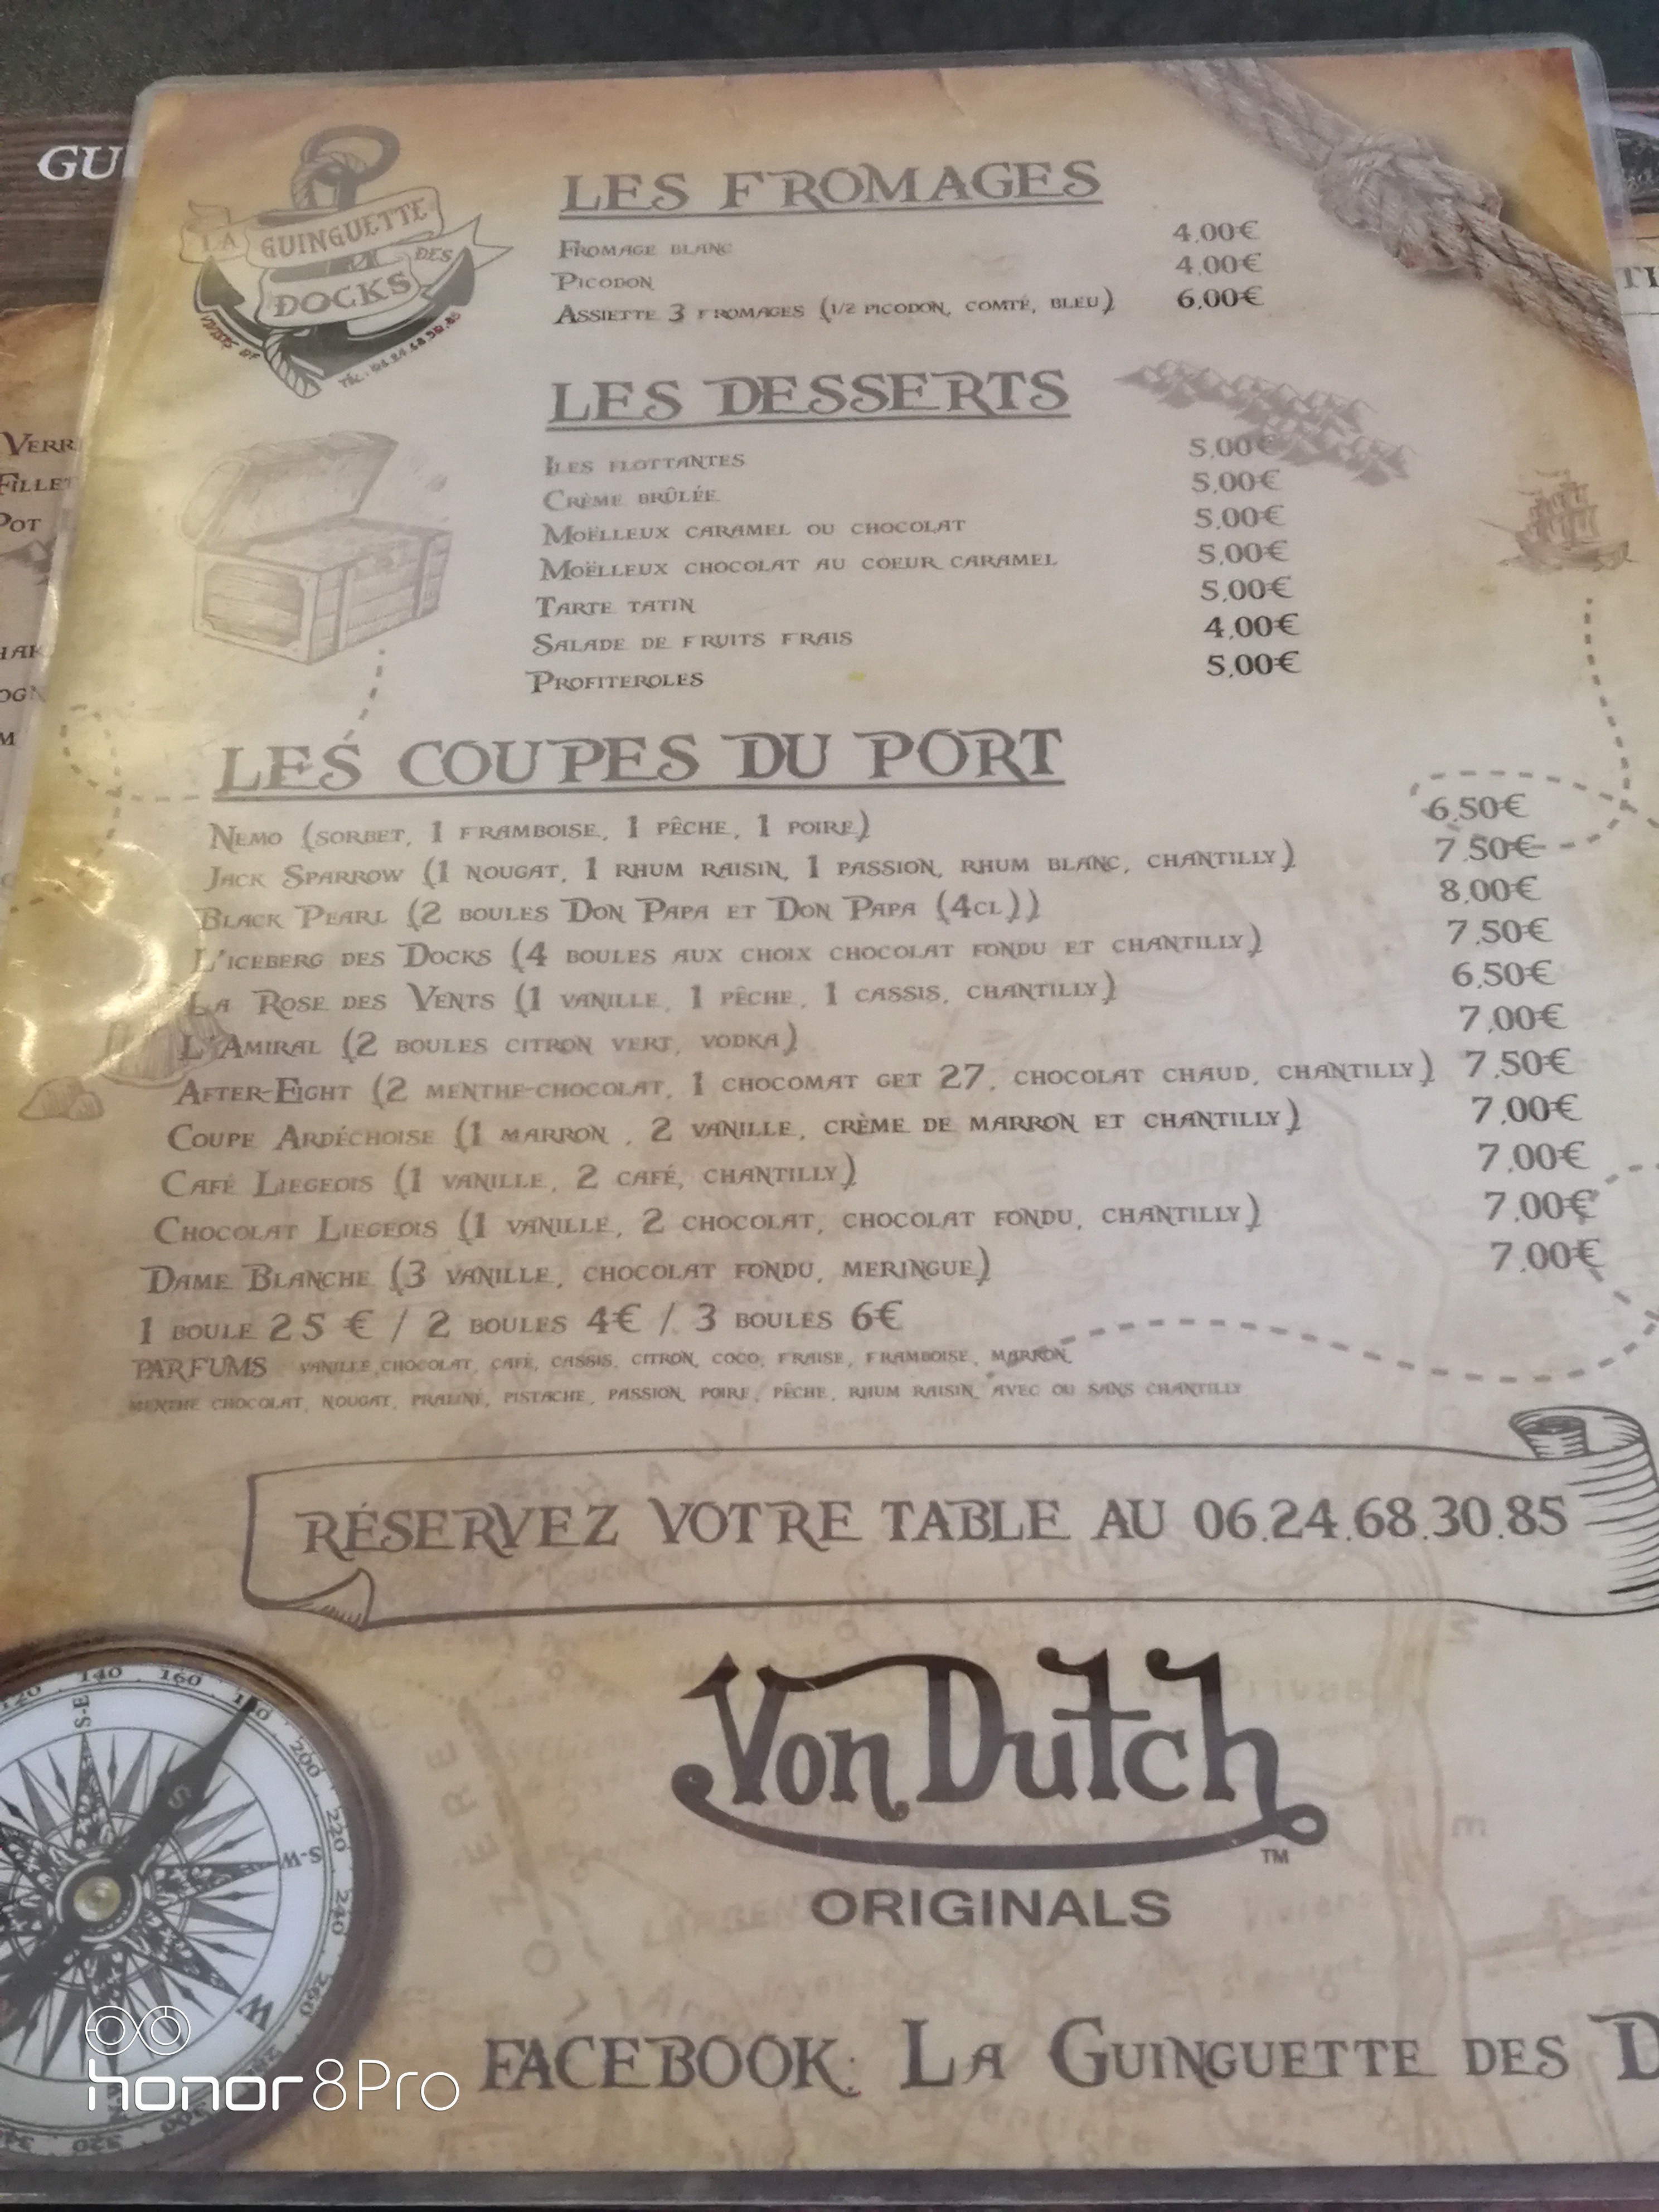 GU
LA GUINGUETTE DES DOCKS
LES FROMAGES
FROMAGE BLANC 4.00€
PICODON 4.00€
ASSIETTE 3 FROMAGES (1/2 PICODON, COMTÉ, BLEU) 6.00€
LES DESSERTS
ILES FLOTTANTES 5.00€
CRÈME BRÛLÉE 5.00€
MOËLLEUX CARAMEL OU CHOCOLAT 5.00€
MOËLLEUX CHOCOLAT AU COEUR CARAMEL 5.00€
TARTE TATIN 5.00€
SALADE DE FRUITS FRAIS 4.00€
PROFITEROLES 5.00€
LES COUPES DU PORT
NEMO (SORBET, 1 FRAMBOISE, 1 PÊCHE, 1 POIRE) 6.50€
JACK SPARROW (1 NOUGAT, 1 RHUM RAISIN, 1 PASSION, RHUM BLANC, CHANTILLY) 7.50€
BLACK PEARL (2 BOULES DON PAPA ET DON PAPA (4CL)) 8.00€
L'ICEBERG DES DOCKS (4 BOULES AUX CHOIX CHOCOLAT FONDU ET CHANTILLY) 7.50€
LA ROSE DES VENTS (1 VANILLE, 1 PÊCHE, 1 CASSIS, CHANTILLY) 6.50€
L'AMIRAL (2 BOULES CITRON VERT, VODKA) 7.00€
AFTER-EIGHT (2 MENTHE-CHOCOLAT, 1 CHOCOMAT GET 27, CHOCOLAT CHAUD, CHANTILLY) 7.50€
COUPE ARDÉCHOISE (1 MARRON , 2 VANILLE, CRÈME DE MARRON ET CHANTILLY) 7.00€
CAFÉ LIEGEOIS (1 VANILLE, 2 CAFÉ, CHANTILLY) 7.00€
CHOCOLAT LIEGEOIS (1 VANILLE, 2 CHOCOLAT, CHOCOLAT FONDU, CHANTILLY) 7.00€
DAME BLANCHE (3 VANILLE, CHOCOLAT FONDU, MERINGUE) 7.00€
1 BOULE 25 € / 2 BOULES 4€ / 3 BOULES 6€
PARFUMS VANILLE, CHOCOLAT, CAFÉ, CASSIS, CITRON, COCO, FRAISE, FRAMBOISE, MARRON,
MENTHE CHOCOLAT, NOUGAT, PRALINÉ, PISTACHE, PASSION, POIRE, PÊCHE, RHUM RAISIN, AVEC OU SANS CHANTILLY
RÉSERVEZ VOTRE TABLE AU 06.24.68.30.85
Von Dutch
TM
ORIGINALS
FACEBOOK: LA GUINGUETTE DES D
honor 8Pro